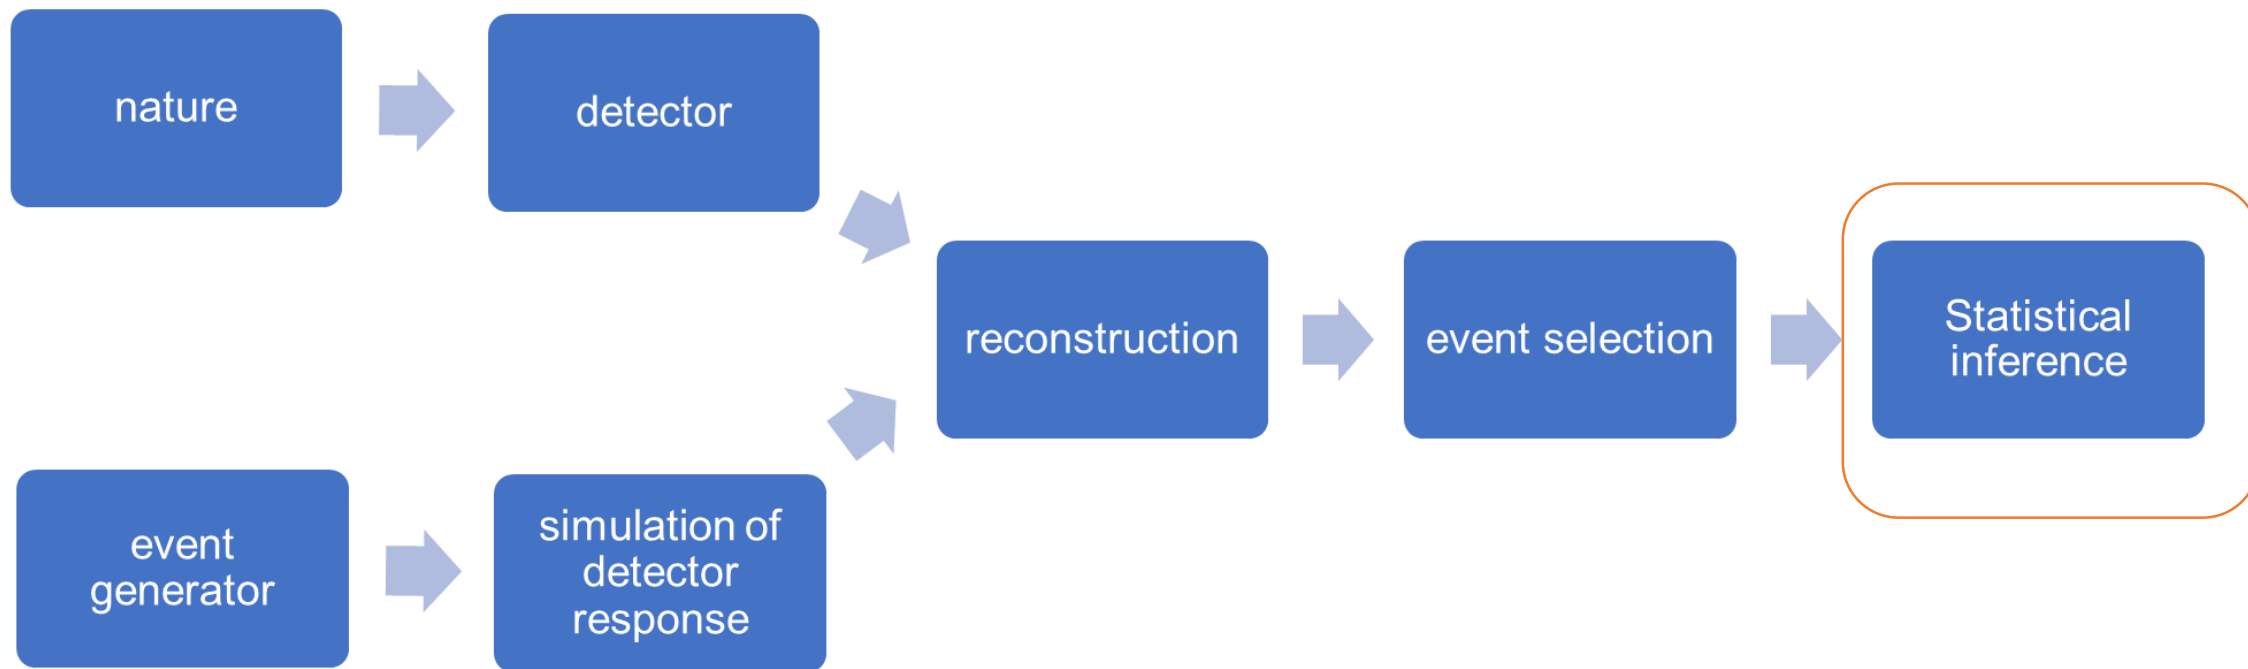 nature
detector
reconstruction
event selection
Statistical
inference
event
generator
simulation of
detector
response